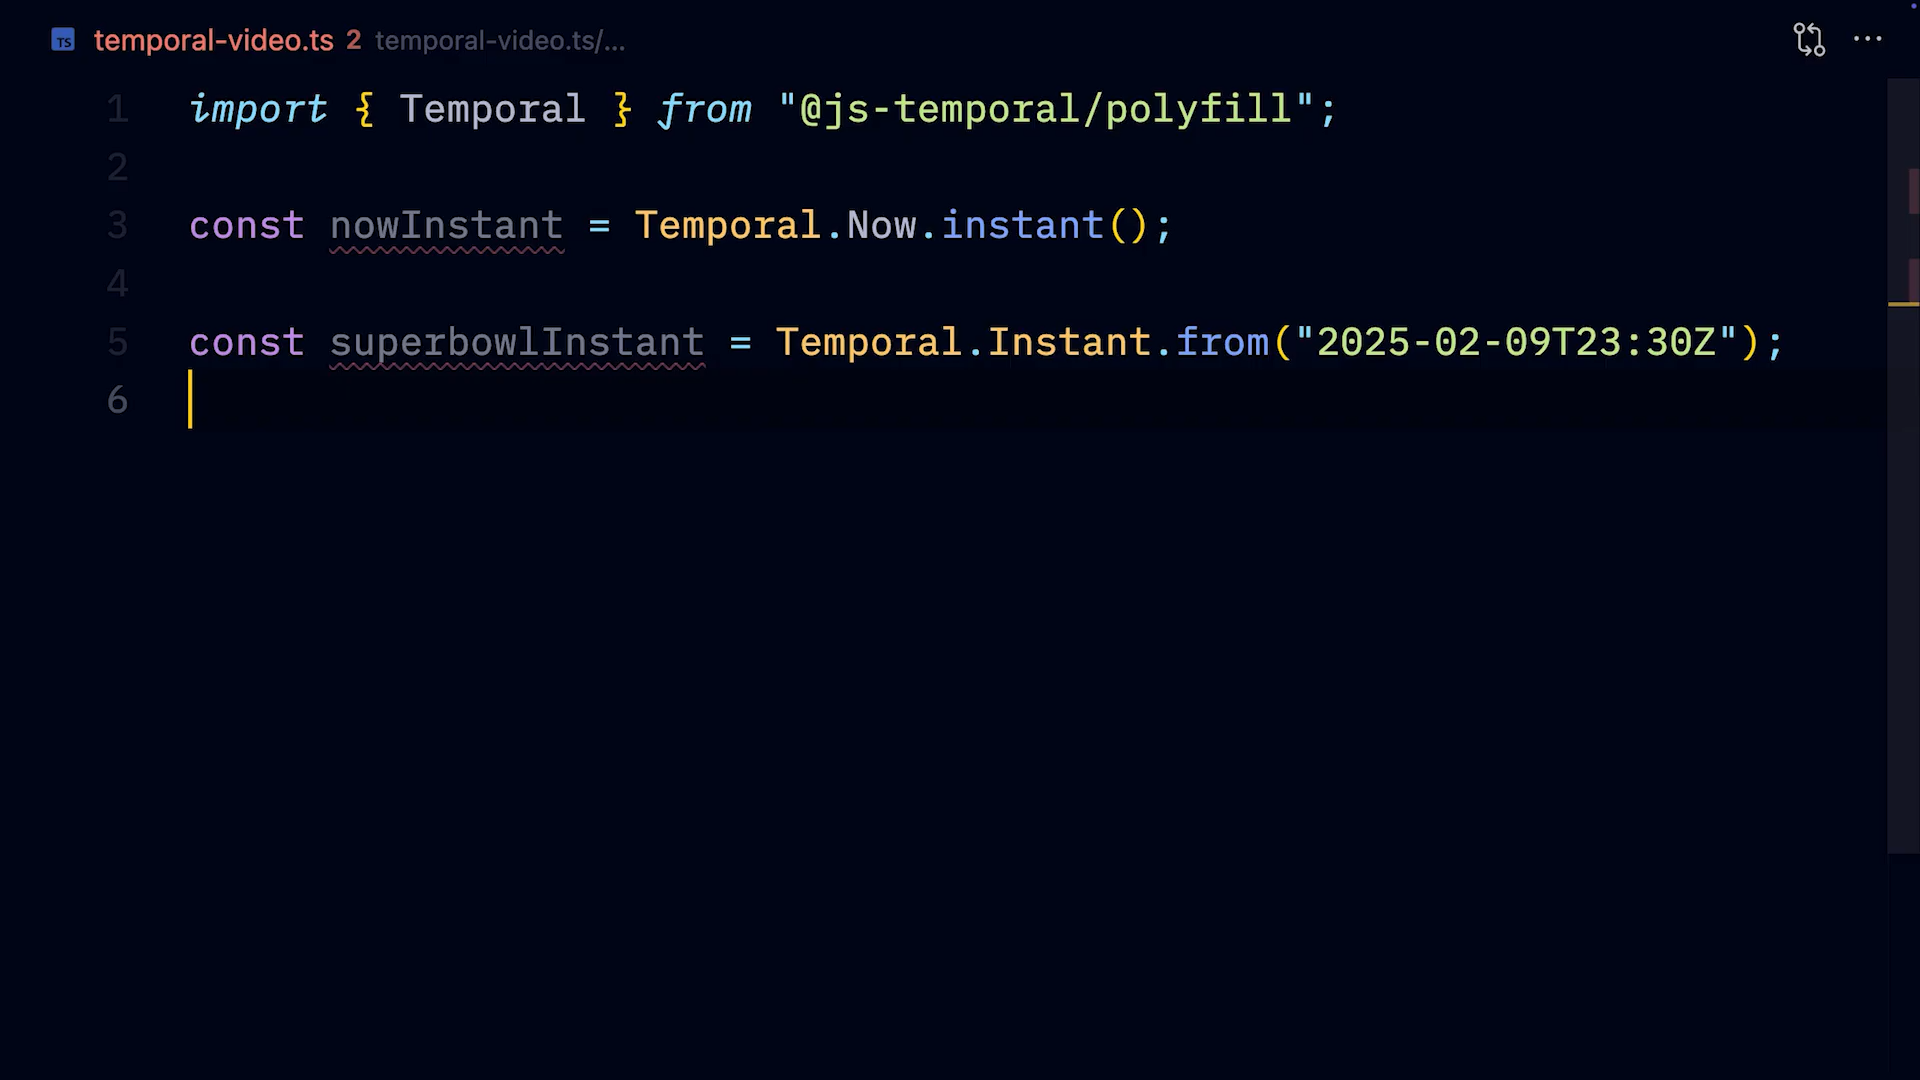 TS temporal-video.ts 2 temporal-video.ts/...
1 import { Temporal } from "@js-temporal/polyfill";
2
3 const nowInstant = Temporal.Now.instant();
4
5 const superbowlInstant = Temporal.Instant.from("2025-02-09T23:30Z");
6